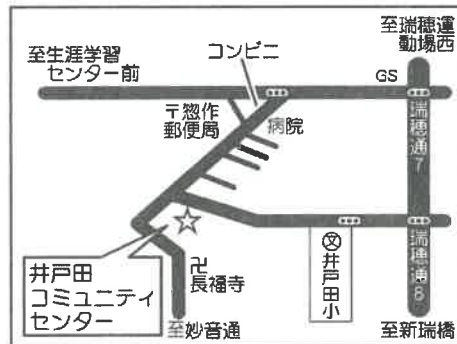 至生涯学習
センター前
コンビニ
至瑞穂運
動場西
GS
〒惣作
郵便局
病院
瑞穂通7
井戸田
コミュニティ
センター
卍
長福寺
至妙音通
文
井戸田小
瑞穂通8
至新瑞橋